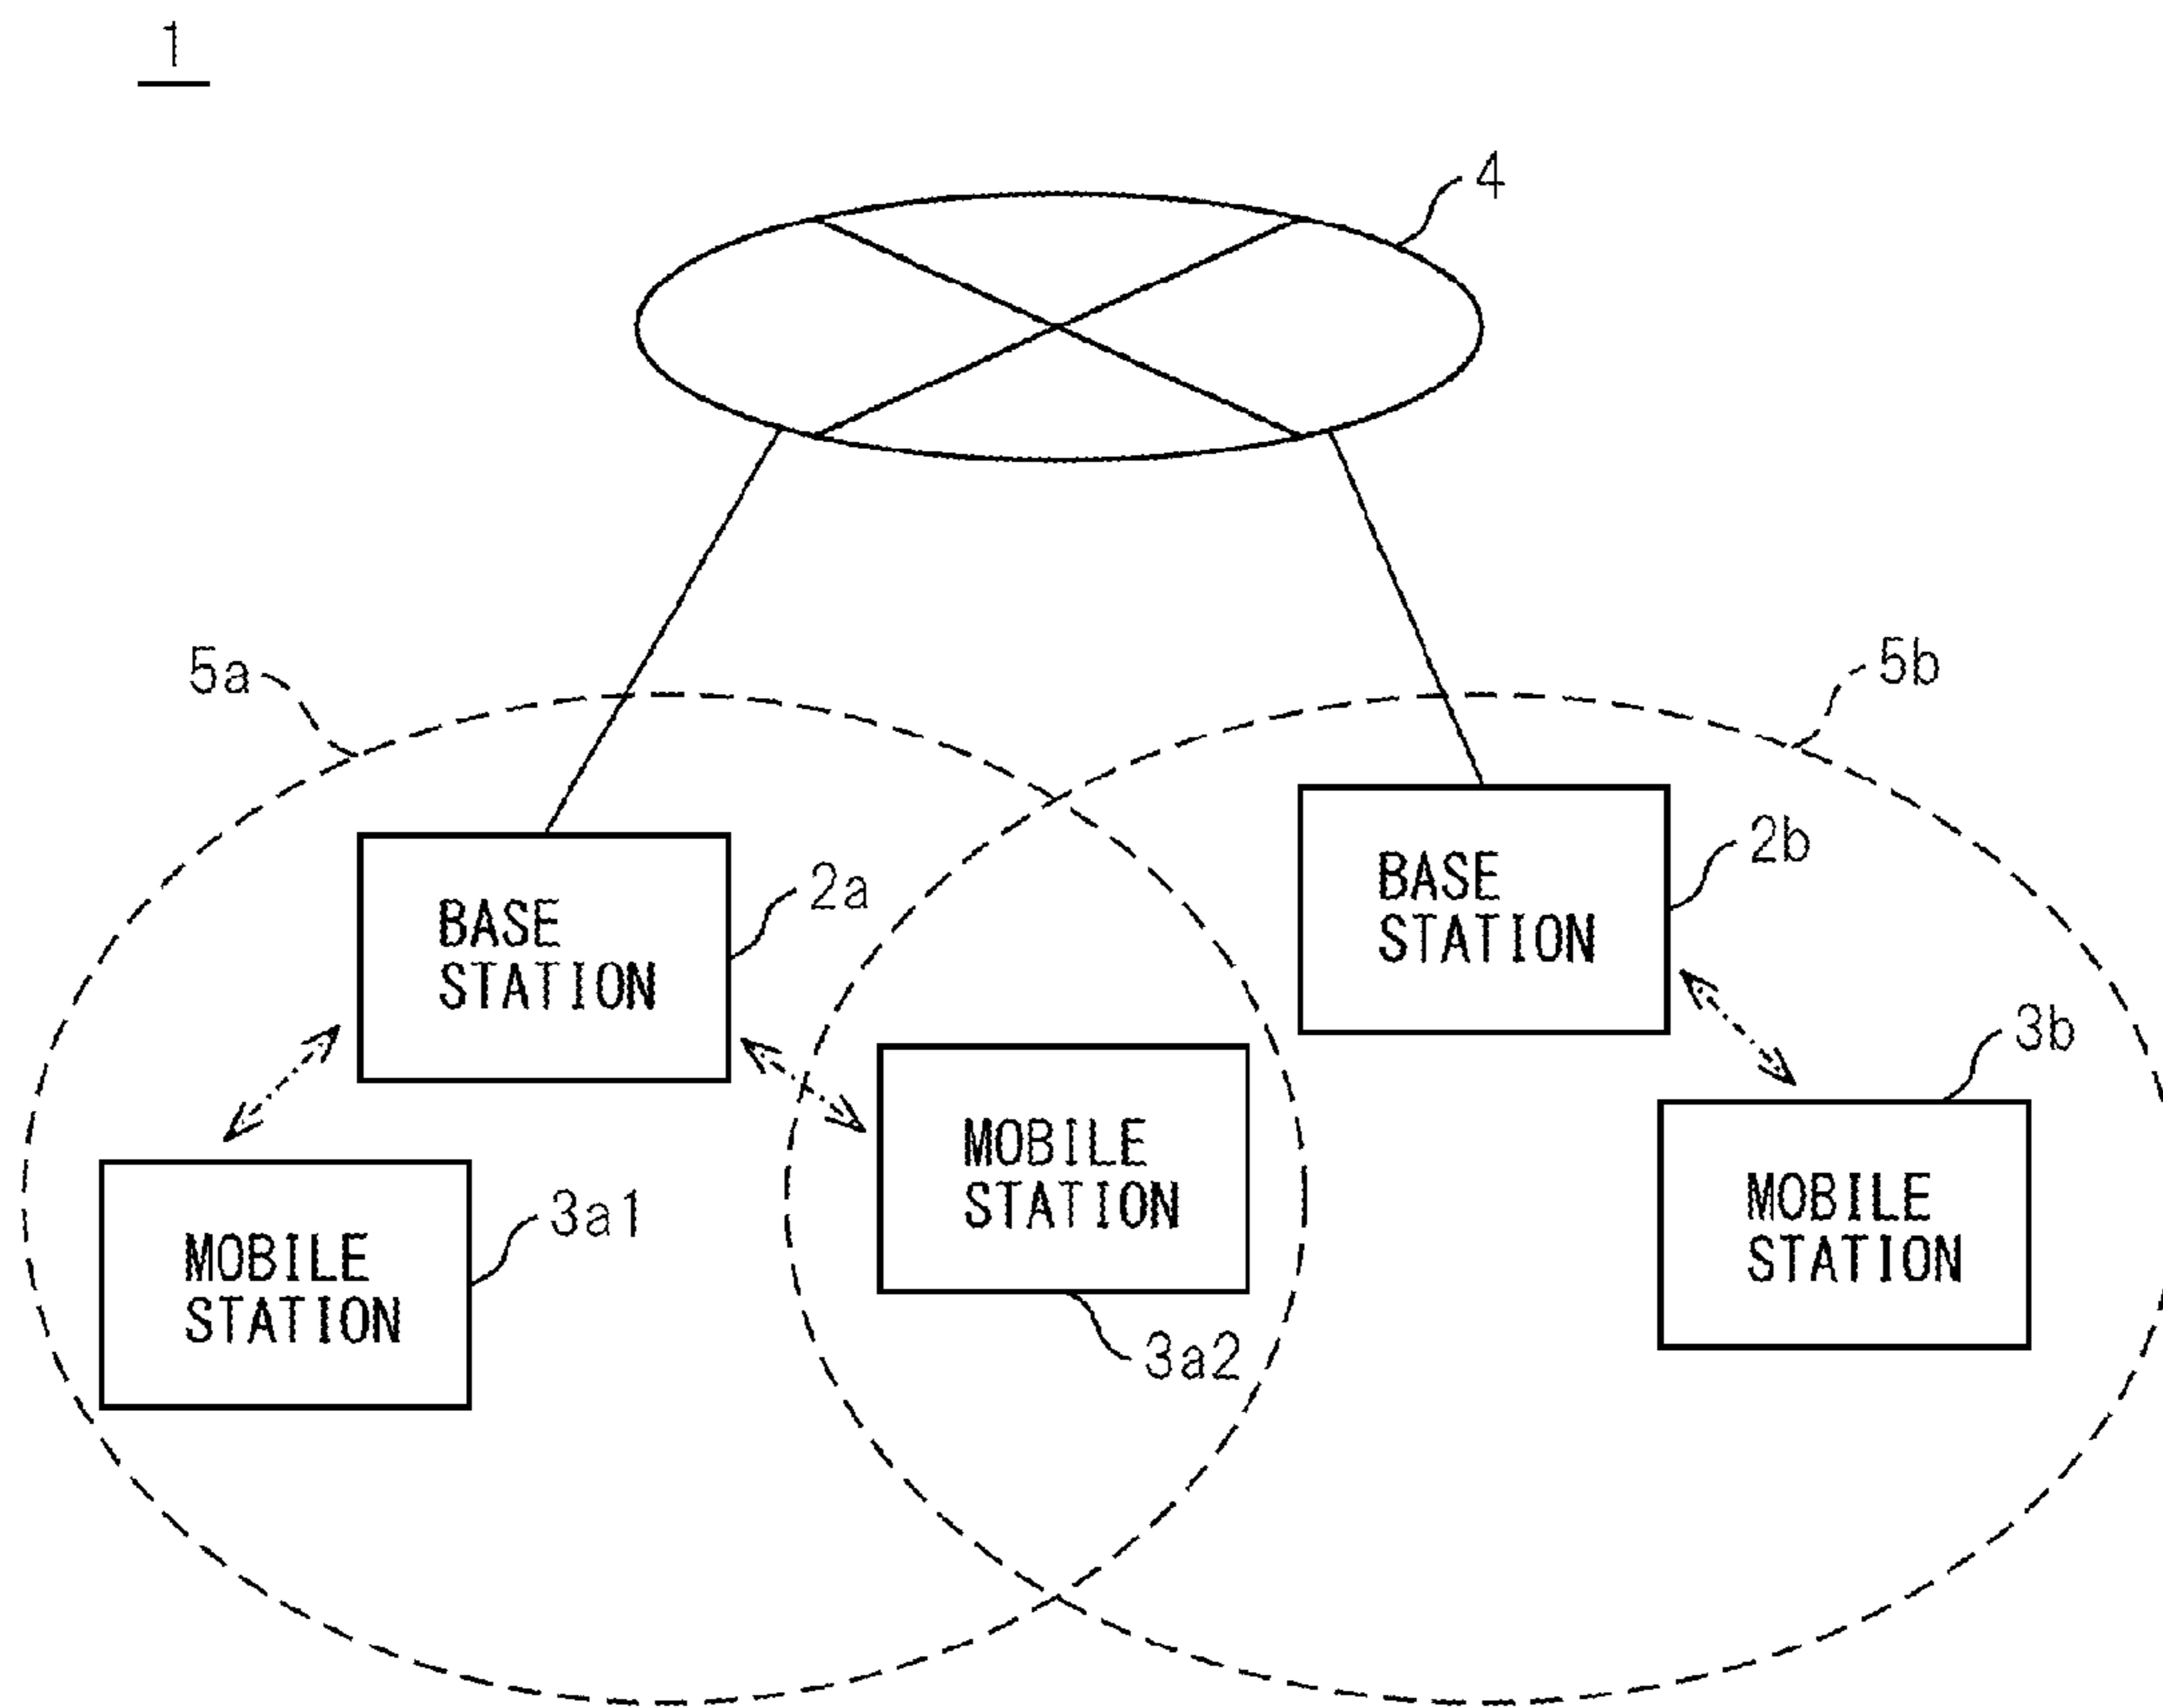 1
4
5a
5b
BASE
STATION
2a
BASE
STATION
2b
MOBILE
STATION
3a1
MOBILE
STATION
3a2
MOBILE
STATION
3b